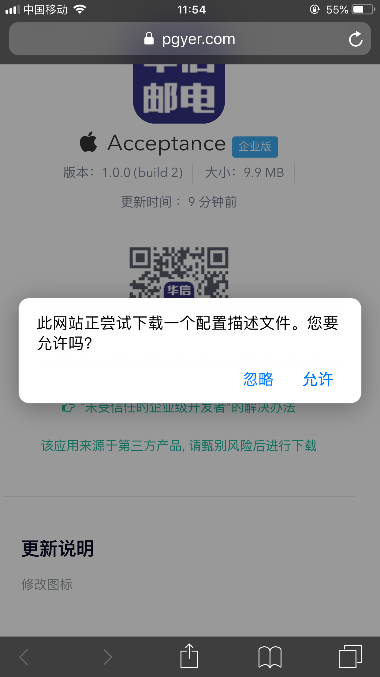 中国移动 11:54 55%
pgyer.com
华信
邮电
Acceptance 企业版
版本：1.0.0 (build 2) 大小：9.9 MB
更新时间：9 分钟前
华信
此网站正尝试下载一个配置描述文件。您要
允许吗？
忽略 允许
“未受信任的企业级开发者”的解决办法
该应用来源于第三方产品, 请甄别风险后进行下载
更新说明
修改图标